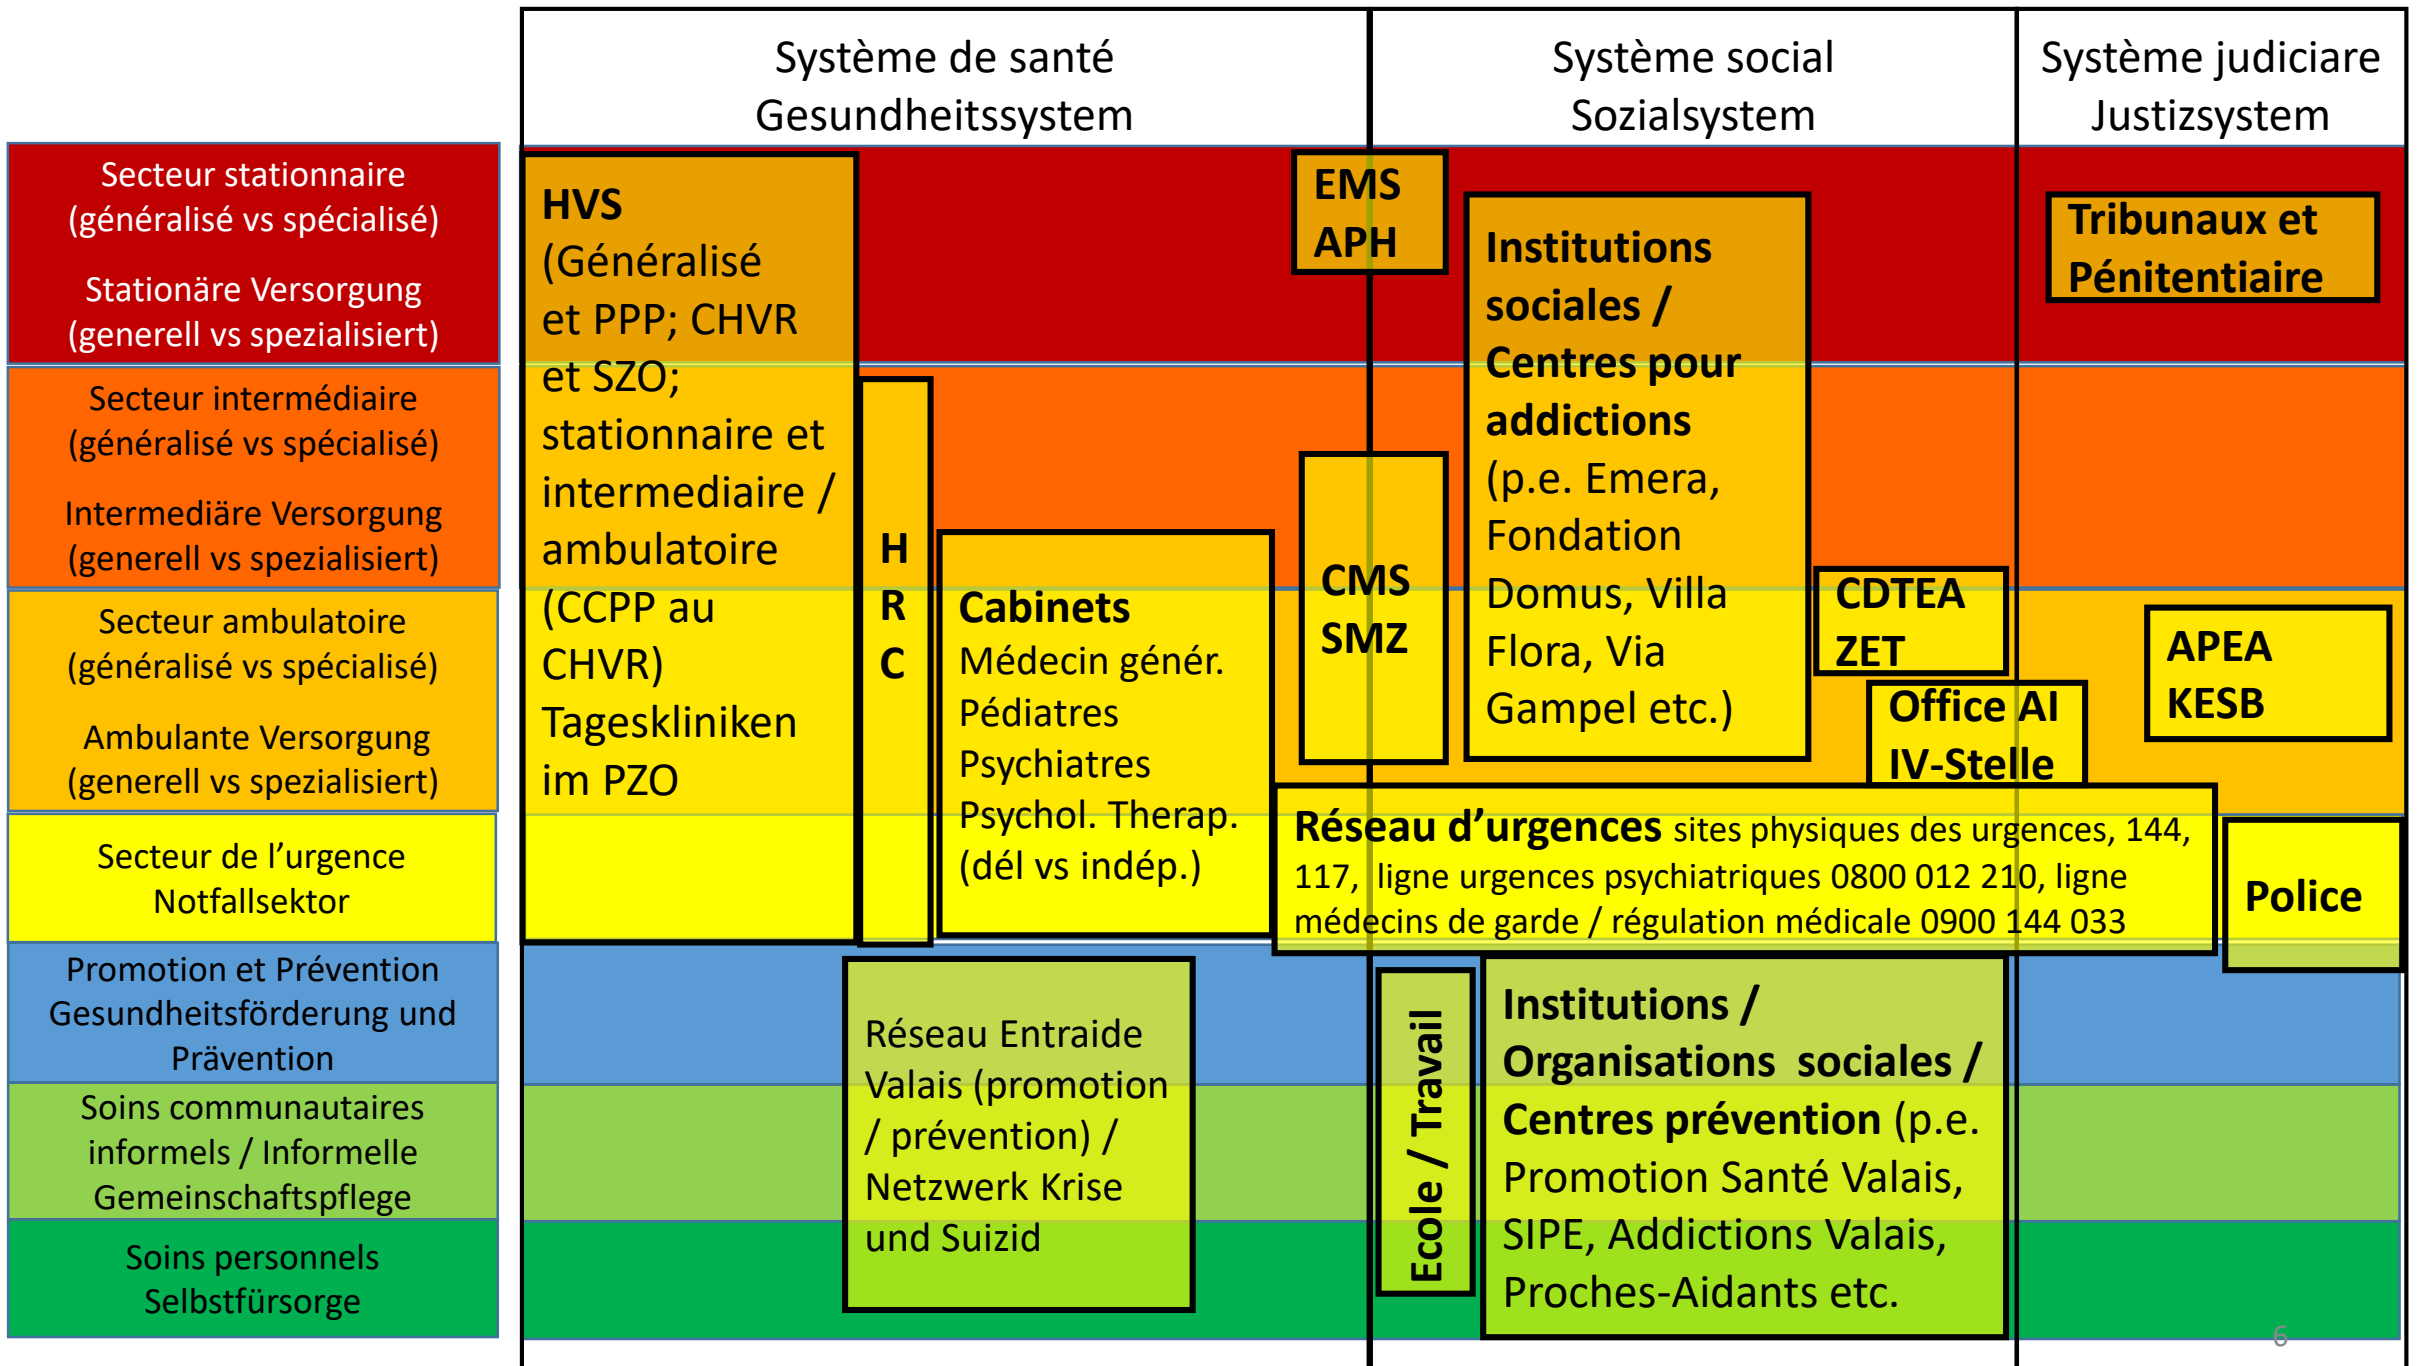 Système de santé
Gesundheitssystem
Système social
Sozialsystem
Système judiciare
Justizsystem
Secteur stationnaire
(généralisé vs spécialisé)
Stationäre Versorgung
(generell vs spezialisiert)
Secteur intermédiaire
(généralisé vs spécialisé)
Intermediäre Versorgung
(generell vs spezialisiert)
Secteur ambulatoire
(généralisé vs spécialisé)
Ambulante Versorgung
(generell vs spezialisiert)
Secteur de l’urgence
Notfallsektor
Promotion et Prévention
Gesundheitsförderung und
Prävention
Soins communautaires
informels / Informelle
Gemeinschaftspflege
Soins personnels
Selbstfürsorge
HVS
(Généralisé
et PPP; CHVR
et SZO;
stationnaire et
intermediaire /
ambulatoire
(CCPP au
CHVR)
Tageskliniken
im PZO
H
R
C
Cabinets
Médecin génér.
Pédiatres
Psychiatres
Psychol. Therap.
(dél vs indép.)
EMS
APH
CMS
SMZ
Institutions
sociales /
Centres pour
addictions
(p.e. Emera,
Fondation
Domus, Villa
Flora, Via
Gampel etc.)
CDTEA
ZET
Office AI
IV-Stelle
Tribunaux et
Pénitentiaire
APEA
KESB
Réseau d’urgences sites physiques des urgences, 144,
117, ligne urgences psychiatriques 0800 012 210, ligne
médecins de garde / régulation médicale 0900 144 033
Police
Réseau Entraide
Valais (promotion
/ prévention) /
Netzwerk Krise
und Suizid
Ecole / Travail
Institutions /
Organisations sociales /
Centres prévention (p.e.
Promotion Santé Valais,
SIPE, Addictions Valais,
Proches-Aidants etc.
6